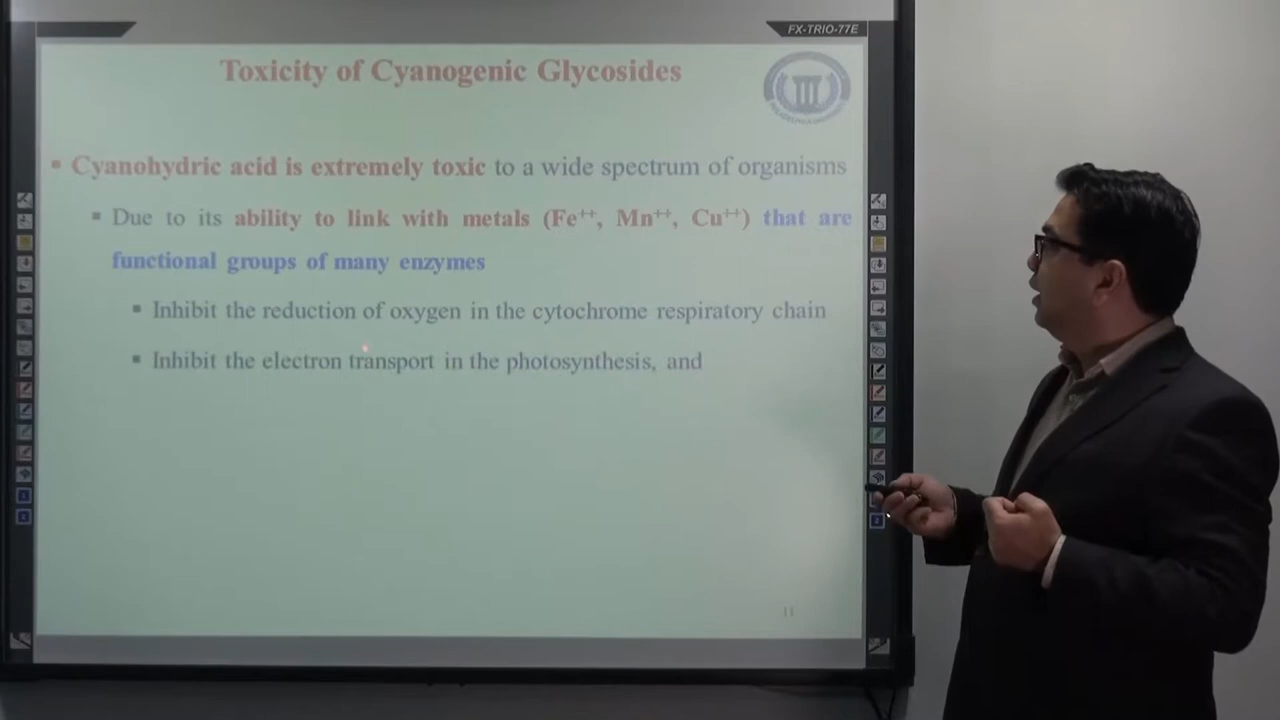 FX-TRIO-77E
Toxicity of Cyanogenic Glycosides
▪ Cyanohydric acid is extremely toxic to a wide spectrum of organisms
▪ Due to its ability to link with metals (Fe⁺⁺, Mn⁺⁺, Cu⁺⁺) that are
functional groups of many enzymes
▪ Inhibit the reduction of oxygen in the cytochrome respiratory chain
▪ Inhibit the electron transport in the photosynthesis, and
11